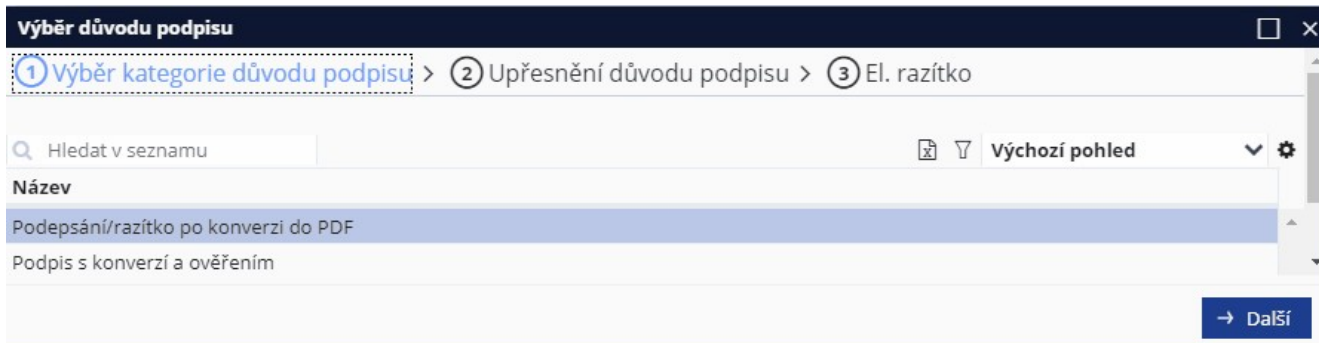 Výběr důvodu podpisu
1 Výběr kategorie důvodu podpisu > 2 Upřesnění důvodu podpisu > 3 El. razítko
Hledat v seznamu Výchozí pohled
Název
Podepsání/razítko po konverzi do PDF
Podpis s konverzí a ověřením
→ Další